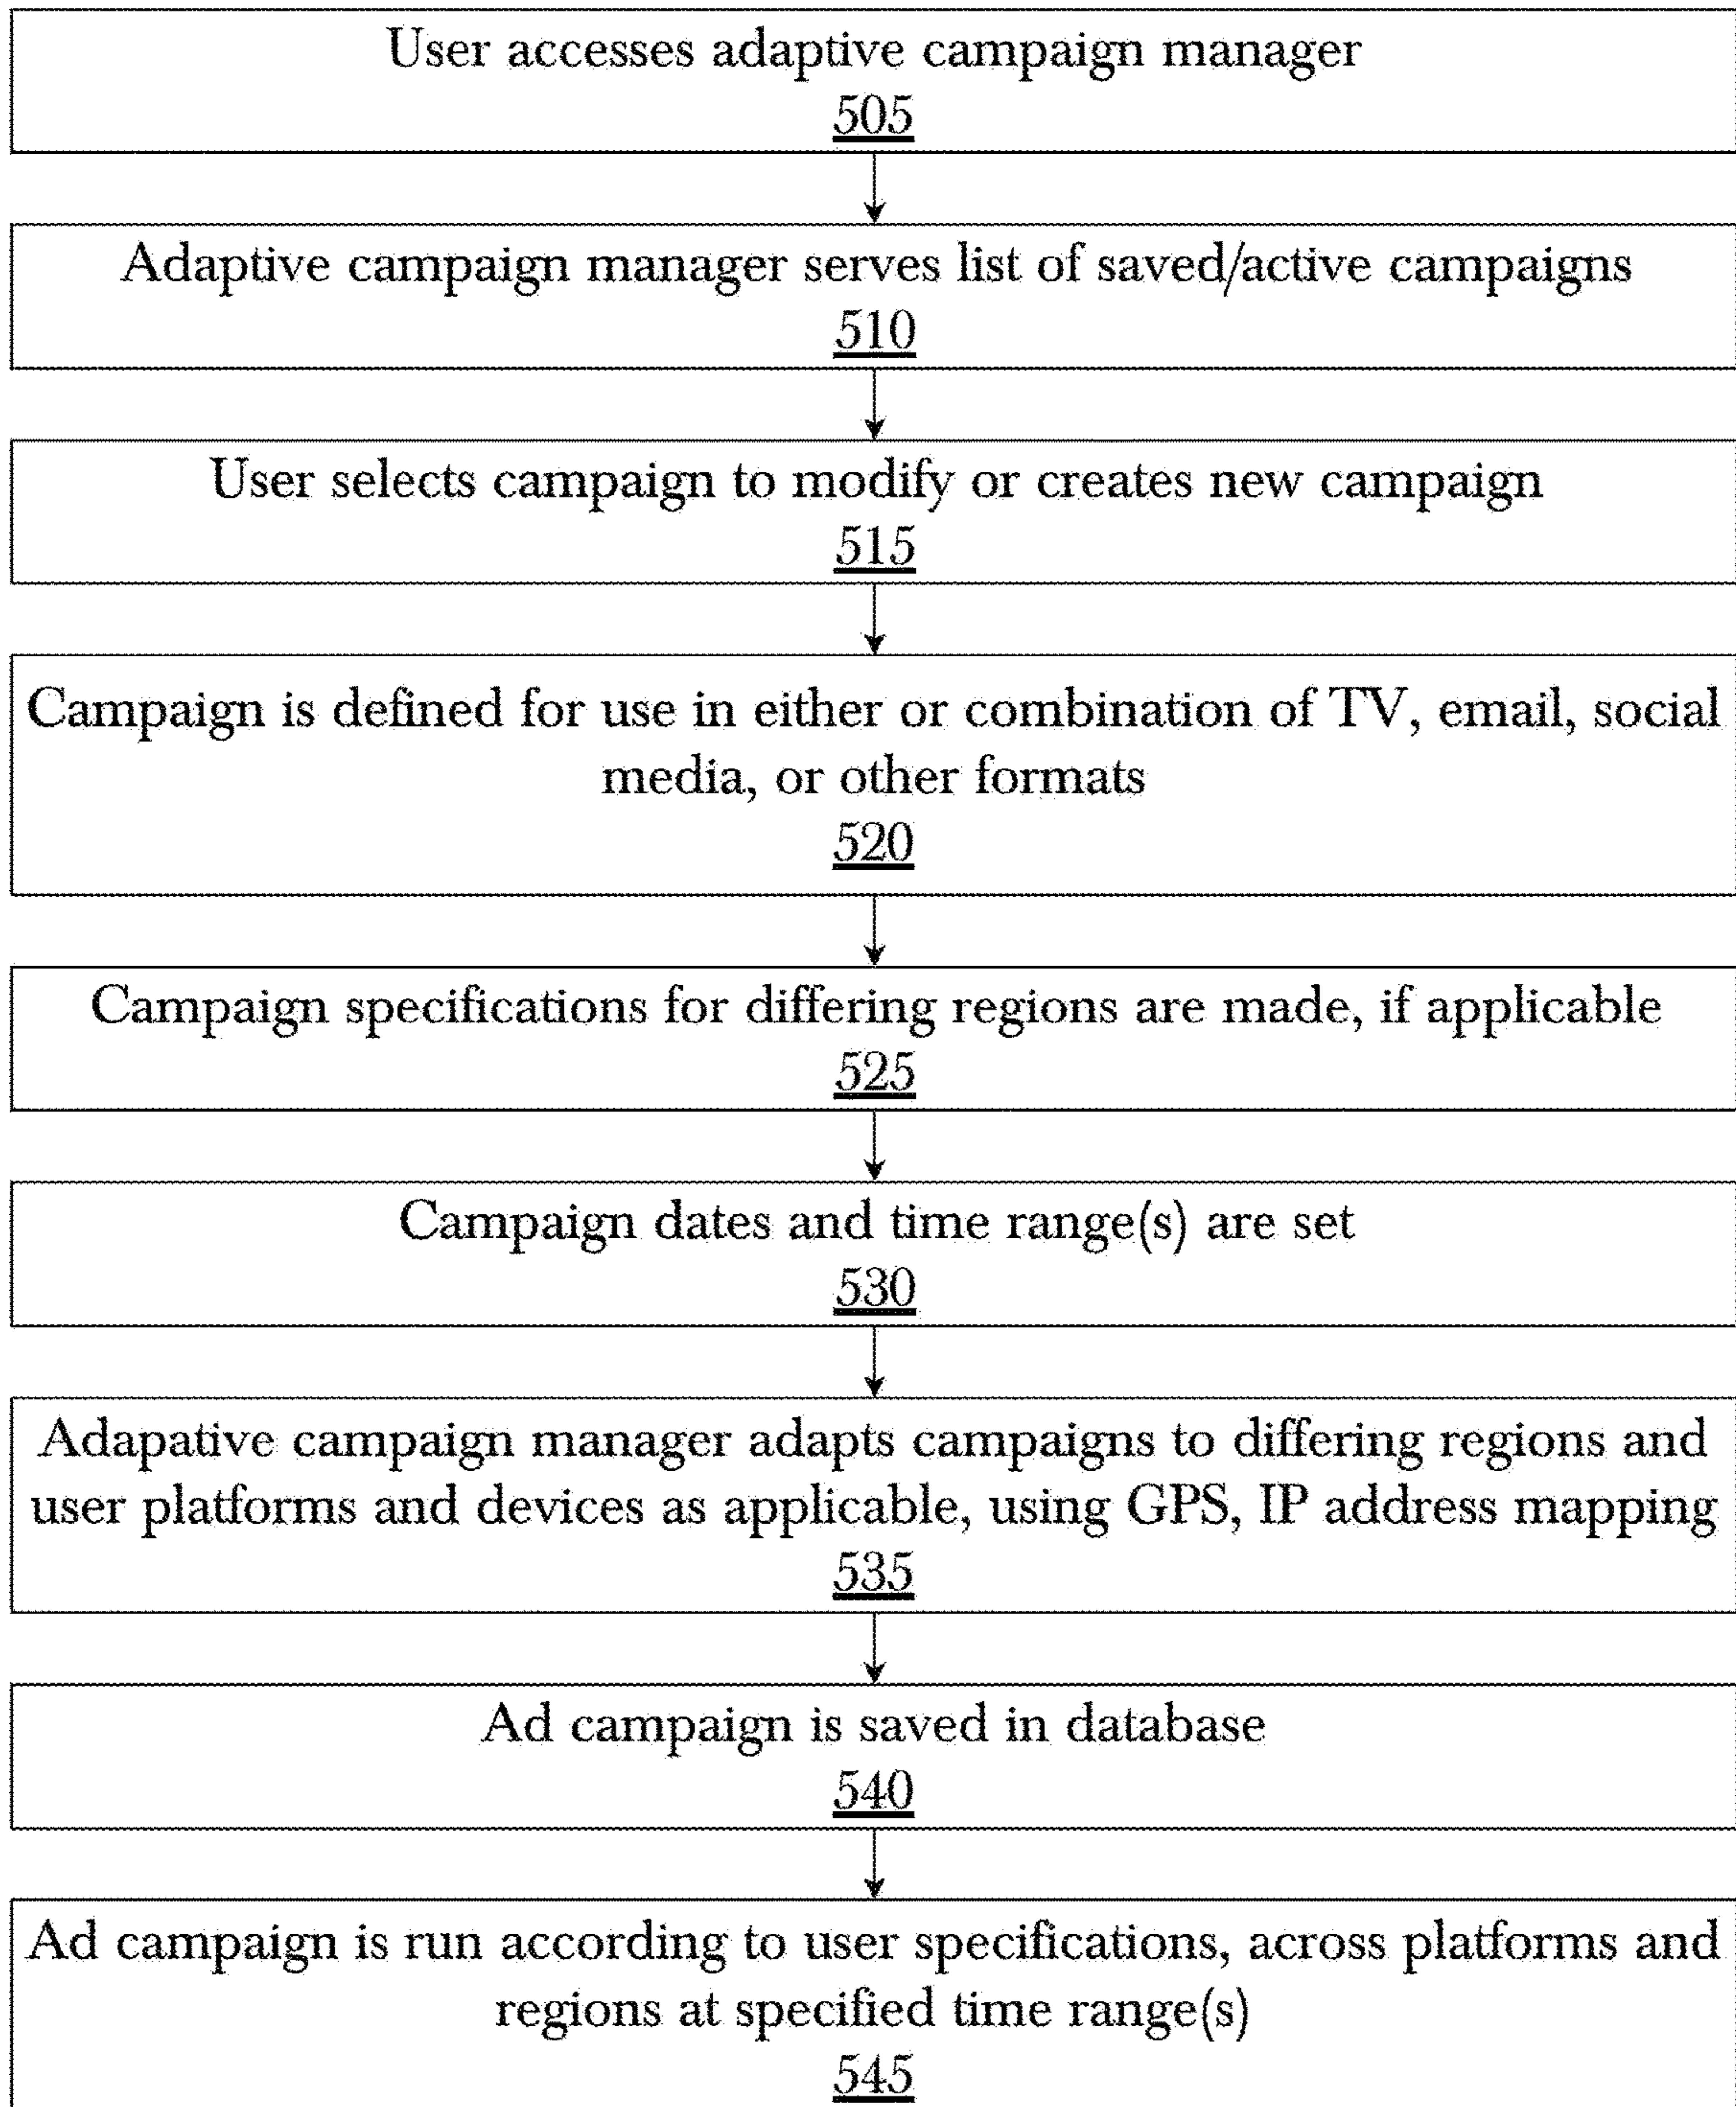 User accesses adaptive campaign manager
505
Adaptive campaign manager serves list of saved/active campaigns
510
User selects campaign to modify or creates new campaign
515
Campaign is defined for use in either or combination of TV, email, social
media, or other formats
520
Campaign specifications for differing regions are made, if applicable
525
Campaign dates and time range(s) are set
530
Adapative campaign manager adapts campaigns to differing regions and
user platforms and devices as applicable, using GPS, IP address mapping
535
Ad campaign is saved in database
540
Ad campaign is run according to user specifications, across platforms and
regions at specified time range(s)
545